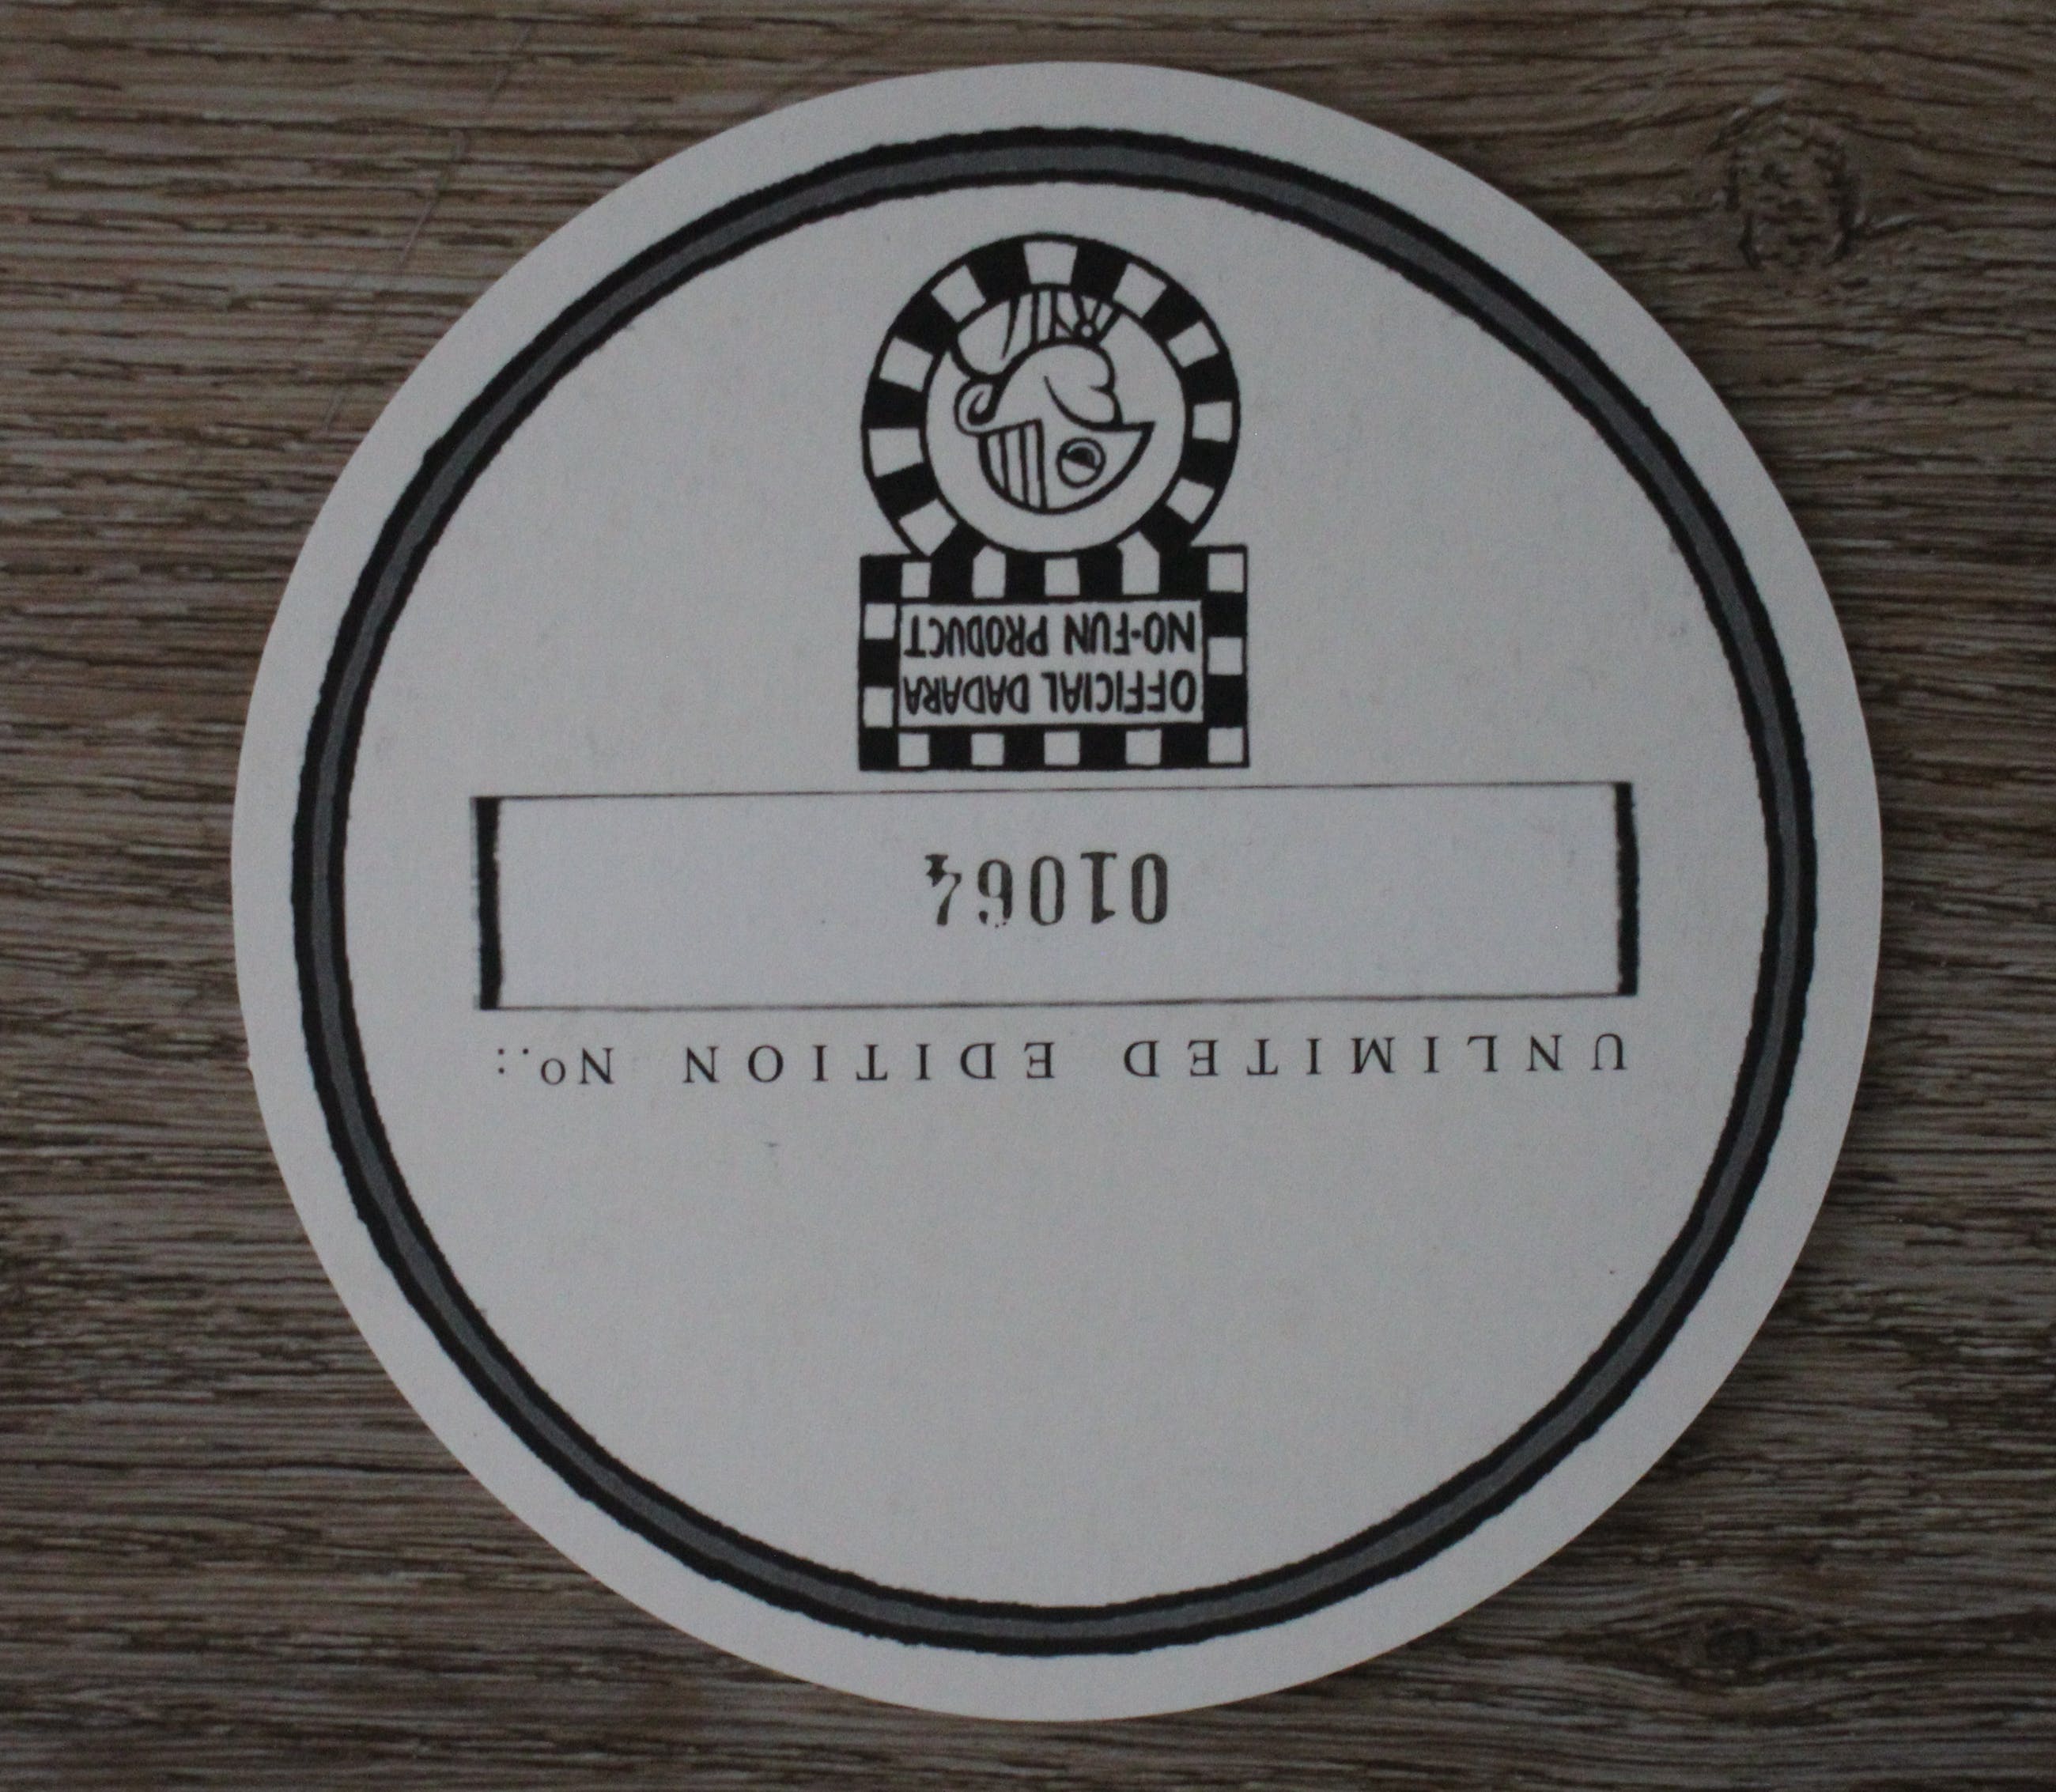 UNLIMITED EDITION Nº.:
01064
OFFICIAL DADARA
NO-FUN PRODUCT